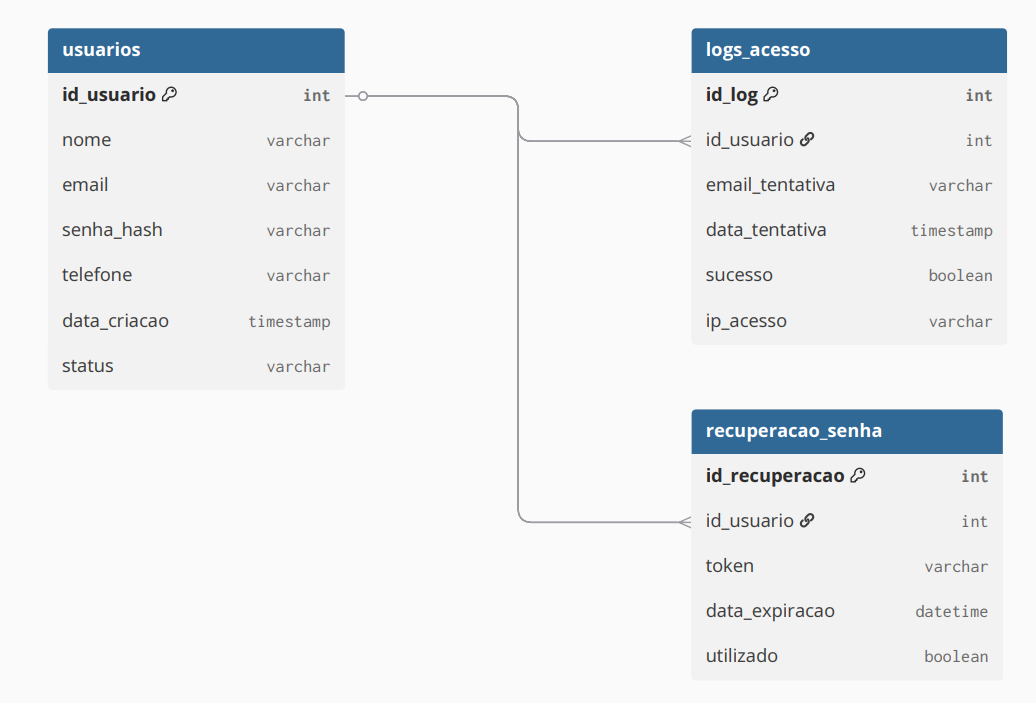 usuarios
id_usuario int
nome varchar
email varchar
senha_hash varchar
telefone varchar
data_criacao timestamp
status varchar
logs_acesso
id_log int
id_usuario int
email_tentativa varchar
data_tentativa timestamp
sucesso boolean
ip_acesso varchar
recuperacao_senha
id_recuperacao int
id_usuario int
token varchar
data_expiracao datetime
utilizado boolean